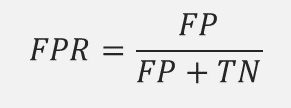 FPR = FP / FP + TN